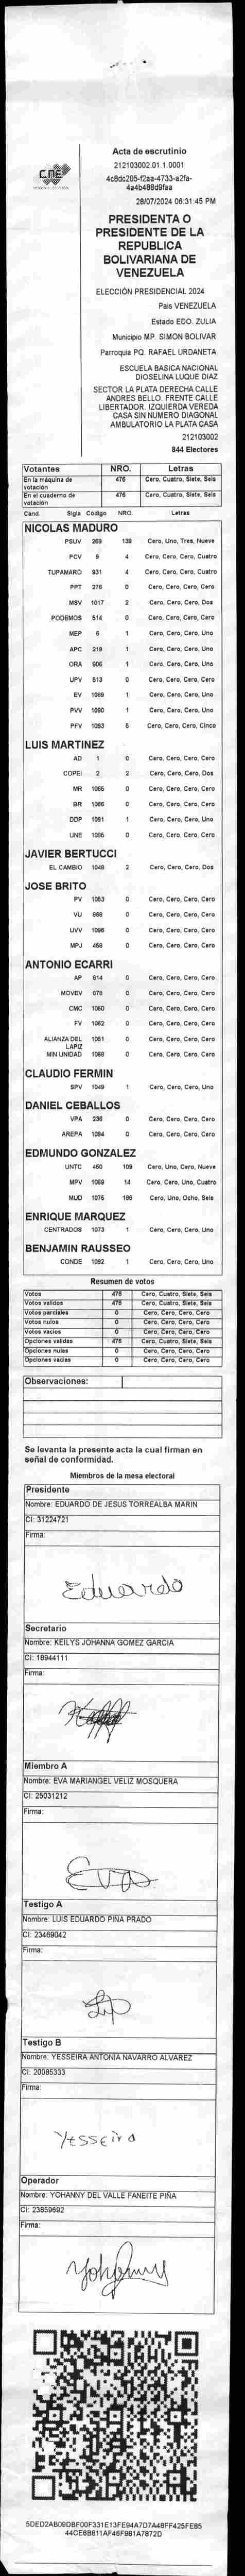 CNE
Acta de escrutinio
212103002.01.1.0001
4c8dc205-f2aa-4733-a2fa-
4a4b488d9faa
28/07/2024 06:31:45 PM
PRESIDENTA O
PRESIDENTE DE LA
REPUBLICA
BOLIVARIANA DE
VENEZUELA
ELECCIÓN PRESIDENCIAL 2024
País VENEZUELA
Estado EDO. ZULIA
Municipio MP. SIMON BOLIVAR
Parroquia PQ. RAFAEL URDANETA
ESCUELA BASICA NACIONAL
DIOSELINA LUQUE DIAZ
SECTOR LA PLATA DERECHA CALLE
ANDRES BELLO. FRENTE CALLE
LIBERTADOR. IZQUIERDA VEREDA
CASA SIN NUMERO DIAGONAL
AMBULATORIO LA PLATA CASA
212103002
844 Electores
Votantes NRO. Letras
En la máquina de votación 476 Cero, Cuatro, Siete, Seis
En el cuaderno de votación 476 Cero, Cuatro, Siete, Seis
Cand. Sigla Código NRO. Letras
NICOLAS MADURO
PSUV 269 139 Cero, Uno, Tres, Nueve
PCV 9 4 Cero, Cero, Cero, Cuatro
TUPAMARO 931 4 Cero, Cero, Cero, Cuatro
PPT 276 0 Cero, Cero, Cero, Cero
MSV 1017 2 Cero, Cero, Cero, Dos
PODEMOS 514 0 Cero, Cero, Cero, Cero
MEP 6 1 Cero, Cero, Cero, Uno
APC 219 1 Cero, Cero, Cero, Uno
ORA 906 1 Cero, Cero, Cero, Uno
UPV 513 0 Cero, Cero, Cero, Cero
EV 1089 1 Cero, Cero, Cero, Uno
PVV 1090 1 Cero, Cero, Cero, Uno
PFV 1093 5 Cero, Cero, Cero, Cinco
LUIS MARTINEZ
AD 1 0 Cero, Cero, Cero, Cero
COPEI 2 2 Cero, Cero, Cero, Dos
MR 1065 0 Cero, Cero, Cero, Cero
BR 1066 0 Cero, Cero, Cero, Cero
DDP 1091 1 Cero, Cero, Cero, Uno
UNE 1095 0 Cero, Cero, Cero, Cero
JAVIER BERTUCCI
EL CAMBIO 1048 2 Cero, Cero, Cero, Dos
JOSE BRITO
PV 1053 0 Cero, Cero, Cero, Cero
VU 868 0 Cero, Cero, Cero, Cero
UVV 1096 0 Cero, Cero, Cero, Cero
MPJ 458 0 Cero, Cero, Cero, Cero
ANTONIO ECARRI
AP 814 0 Cero, Cero, Cero, Cero
MOVEV 878 0 Cero, Cero, Cero, Cero
CMC 1060 0 Cero, Cero, Cero, Cero
FV 1062 0 Cero, Cero, Cero, Cero
ALIANZA DEL LAPIZ 1051 0 Cero, Cero, Cero, Cero
MIN UNIDAD 1088 0 Cero, Cero, Cero, Cero
CLAUDIO FERMIN
SPV 1049 1 Cero, Cero, Cero, Uno
DANIEL CEBALLOS
VPA 236 0 Cero, Cero, Cero, Cero
AREPA 1094 0 Cero, Cero, Cero, Cero
EDMUNDO GONZALEZ
UNTC 460 109 Cero, Uno, Cero, Nueve
MPV 1069 14 Cero, Cero, Uno, Cuatro
MUD 1075 186 Cero, Uno, Ocho, Seis
ENRIQUE MARQUEZ
CENTRADOS 1073 1 Cero, Cero, Cero, Uno
BENJAMIN RAUSSEO
CONDE 1092 1 Cero, Cero, Cero, Uno
Resumen de votos
Votos 476 Cero, Cuatro, Siete, Seis
Votos validos 476 Cero, Cuatro, Siete, Seis
Votos parciales 0 Cero, Cero, Cero, Cero
Votos nulos 0 Cero, Cero, Cero, Cero
Votos vacios 0 Cero, Cero, Cero, Cero
Opciones validas 476 Cero, Cuatro, Siete, Seis
Opciones nulas 0 Cero, Cero, Cero, Cero
Opciones vacias 0 Cero, Cero, Cero, Cero
Observaciones:
Se levanta la presente acta la cual firman en
señal de conformidad.
Miembros de la mesa electoral
Presidente
Nombre: EDUARDO DE JESUS TORREALBA MARIN
CI: 31224721
Firma:
Eduardo
Secretario
Nombre: KEILYS JOHANNA GOMEZ GARCIA
CI: 18944111
Firma:
Miembro A
Nombre: EVA MARIANGEL VELIZ MOSQUERA
CI: 25031212
Firma:
Eva
Testigo A
Nombre: LUIS EDUARDO PIÑA PRADO
CI: 23469042
Firma:
Testigo B
Nombre: YESSEIRA ANTONIA NAVARRO ALVAREZ
CI: 20085333
Firma:
Yesseira
Operador
Nombre: YOHANNY DEL VALLE FANEITE PIÑA
CI: 23859692
Firma:
Yohanny
5DED2AB09DBF00F331E13FE94A7D7A4BFF425FE85
44CE6B811AF46F981A7872D